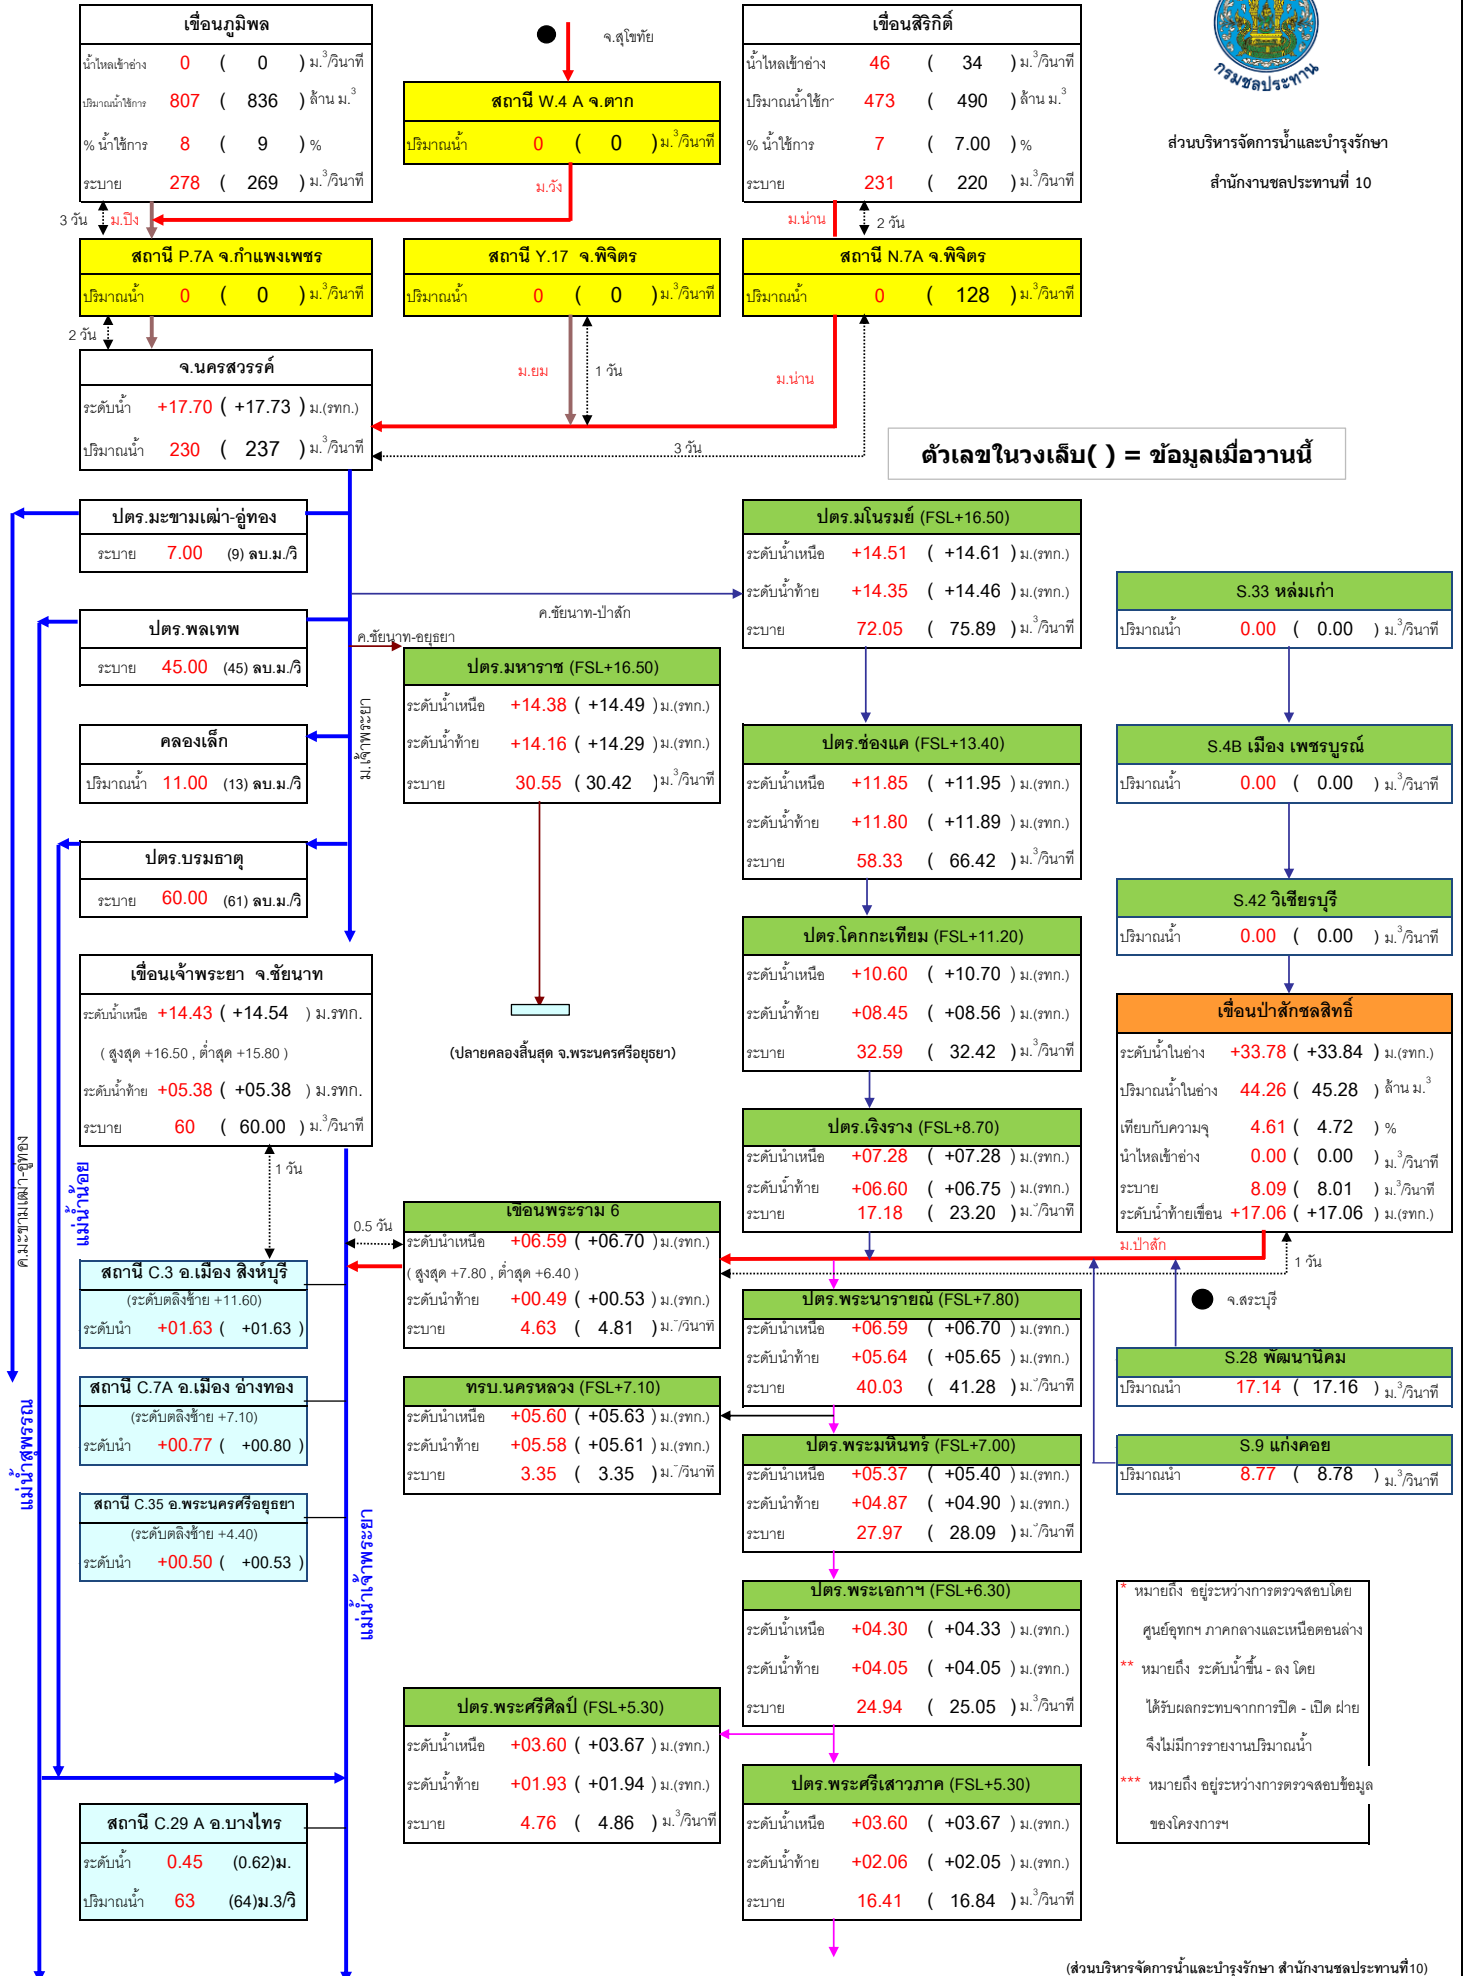 เขื่อนภูมิพล
น้ำไหลเข้าอ่าง 0 ( 0 ) ม.³/วินาที
ปริมาณน้ำใช้การ 807 ( 836 ) ล้าน ม.³
% น้ำใช้การ 8 ( 9 ) %
ระบาย 278 ( 269 ) ม.³/วินาที
จ.สุโขทัย
สถานี W.4 A จ.ตาก
ปริมาณน้ำ 0 ( 0 ) ม.³/วินาที
ม.วัง
เขื่อนสิริกิติ์
น้ำไหลเข้าอ่าง 46 ( 34 ) ม.³/วินาที
ปริมาณน้ำใช้กา 473 ( 490 ) ล้าน ม.³
% น้ำใช้การ 7 ( 7.00 ) %
ระบาย 231 ( 220 ) ม.³/วินาที
กรมชลประทาน
ส่วนบริหารจัดการน้ำและบำรุงรักษา
สำนักงานชลประทานที่ 10
3 วัน ม.ปิง
ม.น่าน 2 วัน
สถานี P.7A จ.กำแพงเพชร
ปริมาณน้ำ 0 ( 0 ) ม.³/วินาที
สถานี Y.17 จ.พิจิตร
ปริมาณน้ำ 0 ( 0 ) ม.³/วินาที
สถานี N.7A จ.พิจิตร
ปริมาณน้ำ 0 ( 128 ) ม.³/วินาที
2 วัน
ม.ยม 1 วัน
ม.น่าน
3 วัน
จ.นครสวรรค์
ระดับน้ำ +17.70 ( +17.73 ) ม.(รทก.)
ปริมาณน้ำ 230 ( 237 ) ม.³/วินาที
ตัวเลขในวงเล็บ( ) = ข้อมูลเมื่อวานนี้
ปตร.มะขามเฒ่า-อู่ทอง
ระบาย 7.00 (9) ลบ.ม./วิ
ปตร.พลเทพ
ระบาย 45.00 (45) ลบ.ม./วิ
คลองเล็ก
ปริมาณน้ำ 11.00 (13) ลบ.ม./วิ
ปตร.บรมธาตุ
ระบาย 60.00 (61) ลบ.ม./วิ
ม.เจ้าพระยา
ค.ชัยนาท-ป่าสัก
ค.ชัยนาท-อยุธยา
ปตร.มหาราช (FSL+16.50)
ระดับน้ำเหนือ +14.38 ( +14.49 ) ม.(รทก.)
ระดับน้ำท้าย +14.16 ( +14.29 ) ม.(รทก.)
ระบาย 30.55 ( 30.42 ) ม.³/วินาที
(ปลายคลองสิ้นสุด จ.พระนครศรีอยุธยา)
ปตร.มโนรมย์ (FSL+16.50)
ระดับน้ำเหนือ +14.51 ( +14.61 ) ม.(รทก.)
ระดับน้ำท้าย +14.35 ( +14.46 ) ม.(รทก.)
ระบาย 72.05 ( 75.89 ) ม.³/วินาที
ปตร.ช่องแค (FSL+13.40)
ระดับน้ำเหนือ +11.85 ( +11.95 ) ม.(รทก.)
ระดับน้ำท้าย +11.80 ( +11.89 ) ม.(รทก.)
ระบาย 58.33 ( 66.42 ) ม.³/วินาที
ปตร.โคกกะเทียม (FSL+11.20)
ระดับน้ำเหนือ +10.60 ( +10.70 ) ม.(รทก.)
ระดับน้ำท้าย +08.45 ( +08.56 ) ม.(รทก.)
ระบาย 32.59 ( 32.42 ) ม.³/วินาที
ปตร.เริงราง (FSL+8.70)
ระดับน้ำเหนือ +07.28 ( +07.28 ) ม.(รทก.)
ระดับน้ำท้าย +06.60 ( +06.75 ) ม.(รทก.)
ระบาย 17.18 ( 23.20 ) ม.³/วินาที
S.33 หล่มเก่า
ปริมาณน้ำ 0.00 ( 0.00 ) ม.³/วินาที
S.4B เมือง เพชรบูรณ์
ปริมาณน้ำ 0.00 ( 0.00 ) ม.³/วินาที
S.42 วิเชียรบุรี
ปริมาณน้ำ 0.00 ( 0.00 ) ม.³/วินาที
เขื่อนป่าสักชลสิทธิ์
ระดับน้ำในอ่าง +33.78 ( +33.84 ) ม.(รทก.)
ปริมาณน้ำในอ่าง 44.26 ( 45.28 ) ล้าน ม.³
เทียบกับความจุ 4.61 ( 4.72 ) %
น้ำไหลเข้าอ่าง 0.00 ( 0.00 ) ม.³/วินาที
ระบาย 8.09 ( 8.01 ) ม.³/วินาที
ระดับน้ำท้ายเขื่อน +17.06 ( +17.06 ) ม.(รทก.)
ม.ป่าสัก
1 วัน
จ.สระบุรี
เขื่อนเจ้าพระยา จ.ชัยนาท
ระดับน้ำเหนือ +14.43 ( +14.54 ) ม.รทก.
( สูงสุด +16.50 , ต่ำสุด +15.80 )
ระดับน้ำท้าย +05.38 ( +05.38 ) ม.รทก.
ระบาย 60 ( 60.00 ) ม.³/วินาที
1 วัน
ค.มะขามเฒ่า-อู่ทอง
แม่น้ำน้อย
แม่น้ำสุพรรณ
แม่น้ำเจ้าพระยา
0.5 วัน
เขื่อนพระราม 6
ระดับน้ำเหนือ +06.59 ( +06.70 ) ม.(รทก.)
( สูงสุด +7.80 , ต่ำสุด +6.40 )
ระดับน้ำท้าย +00.49 ( +00.53 ) ม.(รทก.)
ระบาย 4.63 ( 4.81 ) ม.³/วินาที
สถานี C.3 อ.เมือง สิงห์บุรี
(ระดับตลิ่งซ้าย +11.60)
ระดับน้ำ +01.63 ( +01.63 )
สถานี C.7A อ.เมือง อ่างทอง
(ระดับตลิ่งซ้าย +7.10)
ระดับน้ำ +00.77 ( +00.80 )
สถานี C.35 อ.พระนครศรีอยุธยา
(ระดับตลิ่งซ้าย +4.40)
ระดับน้ำ +00.50 ( +00.53 )
ทรบ.นครหลวง (FSL+7.10)
ระดับน้ำเหนือ +05.60 ( +05.63 ) ม.(รทก.)
ระดับน้ำท้าย +05.58 ( +05.61 ) ม.(รทก.)
ระบาย 3.35 ( 3.35 ) ม.³/วินาที
ปตร.พระนารายณ์ (FSL+7.80)
ระดับน้ำเหนือ +06.59 ( +06.70 ) ม.(รทก.)
ระดับน้ำท้าย +05.64 ( +05.65 ) ม.(รทก.)
ระบาย 40.03 ( 41.28 ) ม.³/วินาที
ปตร.พระมหินทร์ (FSL+7.00)
ระดับน้ำเหนือ +05.37 ( +05.40 ) ม.(รทก.)
ระดับน้ำท้าย +04.87 ( +04.90 ) ม.(รทก.)
ระบาย 27.97 ( 28.09 ) ม.³/วินาที
S.28 พัฒนานิคม
ปริมาณน้ำ 17.14 ( 17.16 ) ม.³/วินาที
S.9 แก่งคอย
ปริมาณน้ำ 8.77 ( 8.78 ) ม.³/วินาที
ปตร.พระเอกาฯ (FSL+6.30)
ระดับน้ำเหนือ +04.30 ( +04.33 ) ม.(รทก.)
ระดับน้ำท้าย +04.05 ( +04.05 ) ม.(รทก.)
ระบาย 24.94 ( 25.05 ) ม.³/วินาที
ปตร.พระศรีศิลป์ (FSL+5.30)
ระดับน้ำเหนือ +03.60 ( +03.67 ) ม.(รทก.)
ระดับน้ำท้าย +01.93 ( +01.94 ) ม.(รทก.)
ระบาย 4.76 ( 4.86 ) ม.³/วินาที
ปตร.พระศรีเสาวภาค (FSL+5.30)
ระดับน้ำเหนือ +03.60 ( +03.67 ) ม.(รทก.)
ระดับน้ำท้าย +02.06 ( +02.05 ) ม.(รทก.)
ระบาย 16.41 ( 16.84 ) ม.³/วินาที
* หมายถึง อยู่ระหว่างการตรวจสอบโดย
ศูนย์อุทกฯ ภาคกลางและเหนือตอนล่าง
** หมายถึง ระดับน้ำขึ้น - ลง โดย
ได้รับผลกระทบจากการปิด - เปิด ฝาย
จึงไม่มีการรายงานปริมาณน้ำ
*** หมายถึง อยู่ระหว่างการตรวจสอบข้อมูล
ของโครงการฯ
สถานี C.29 A อ.บางไทร
ระดับน้ำ 0.45 (0.62)ม.
ปริมาณน้ำ 63 (64)ม.3/วิ
(ส่วนบริหารจัดการน้ำและบำรุงรักษา สำนักงานชลประทานที่10)